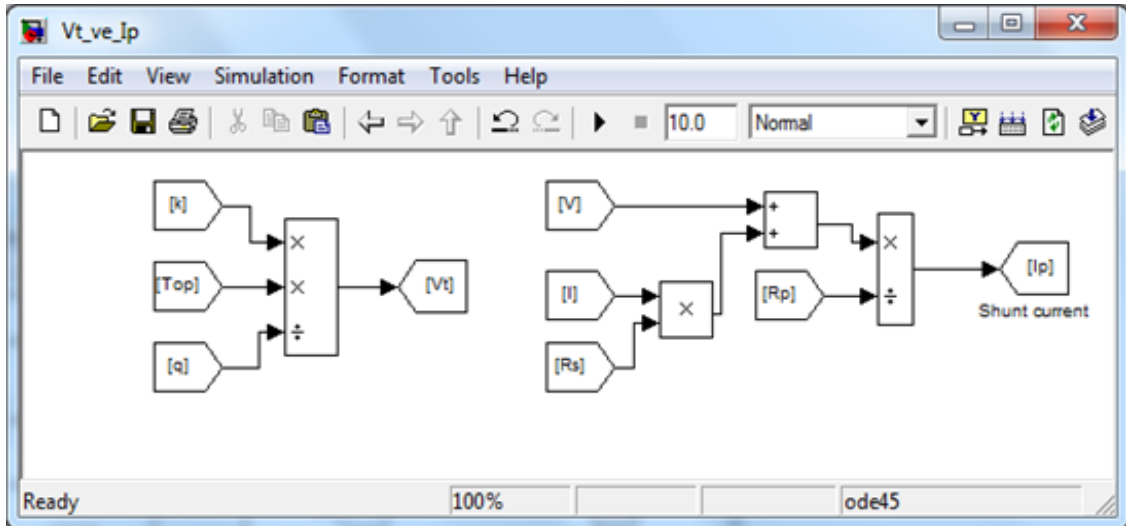 Vt_ve_Ip
File Edit View Simulation Format Tools Help
10.0 Normal
[k]
[Top]
[q]
×
×
÷
[Vt]
[V]
[I]
[Rs]
×
+
+
[Rp]
×
÷
[Ip]
Shunt current
Ready 100% ode45